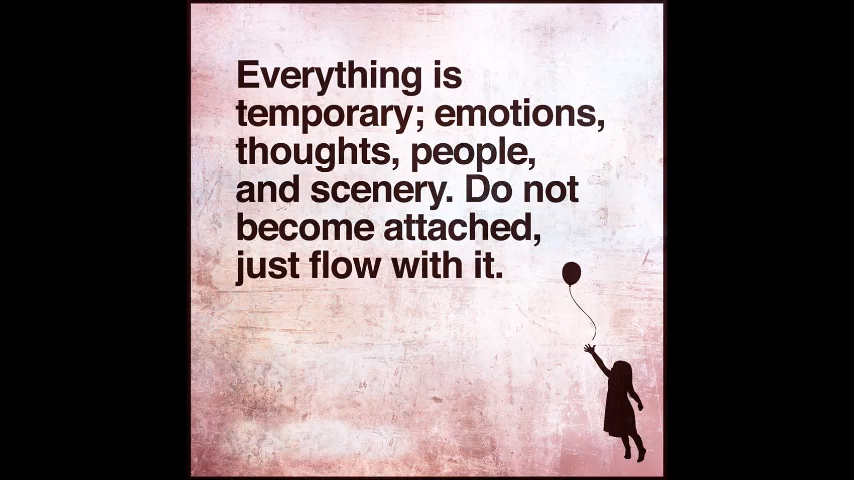 Everything is
temporary; emotions,
thoughts, people,
and scenery. Do not
become attached,
just flow with it.